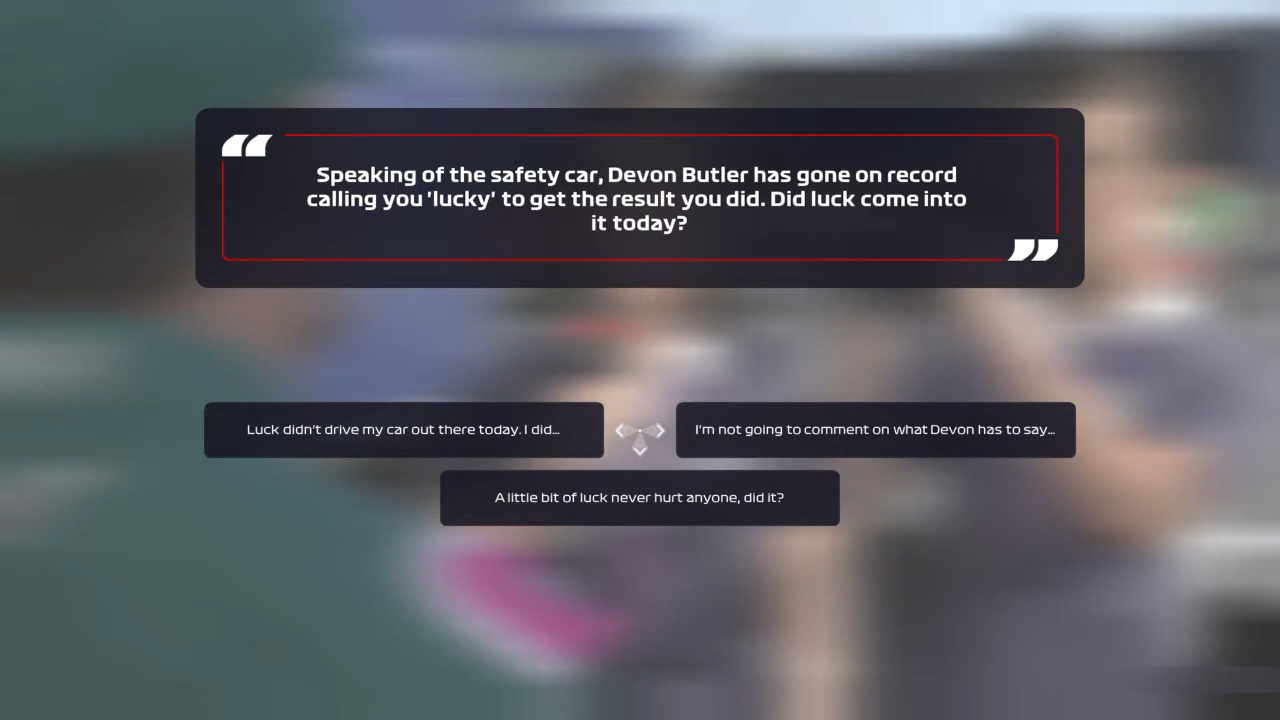 Speaking of the safety car, Devon Butler has gone on record
calling you 'lucky' to get the result you did. Did luck come into
it today?
Luck didn't drive my car out there today. I did...
I'm not going to comment on what Devon has to say...
A little bit of luck never hurt anyone, did it?